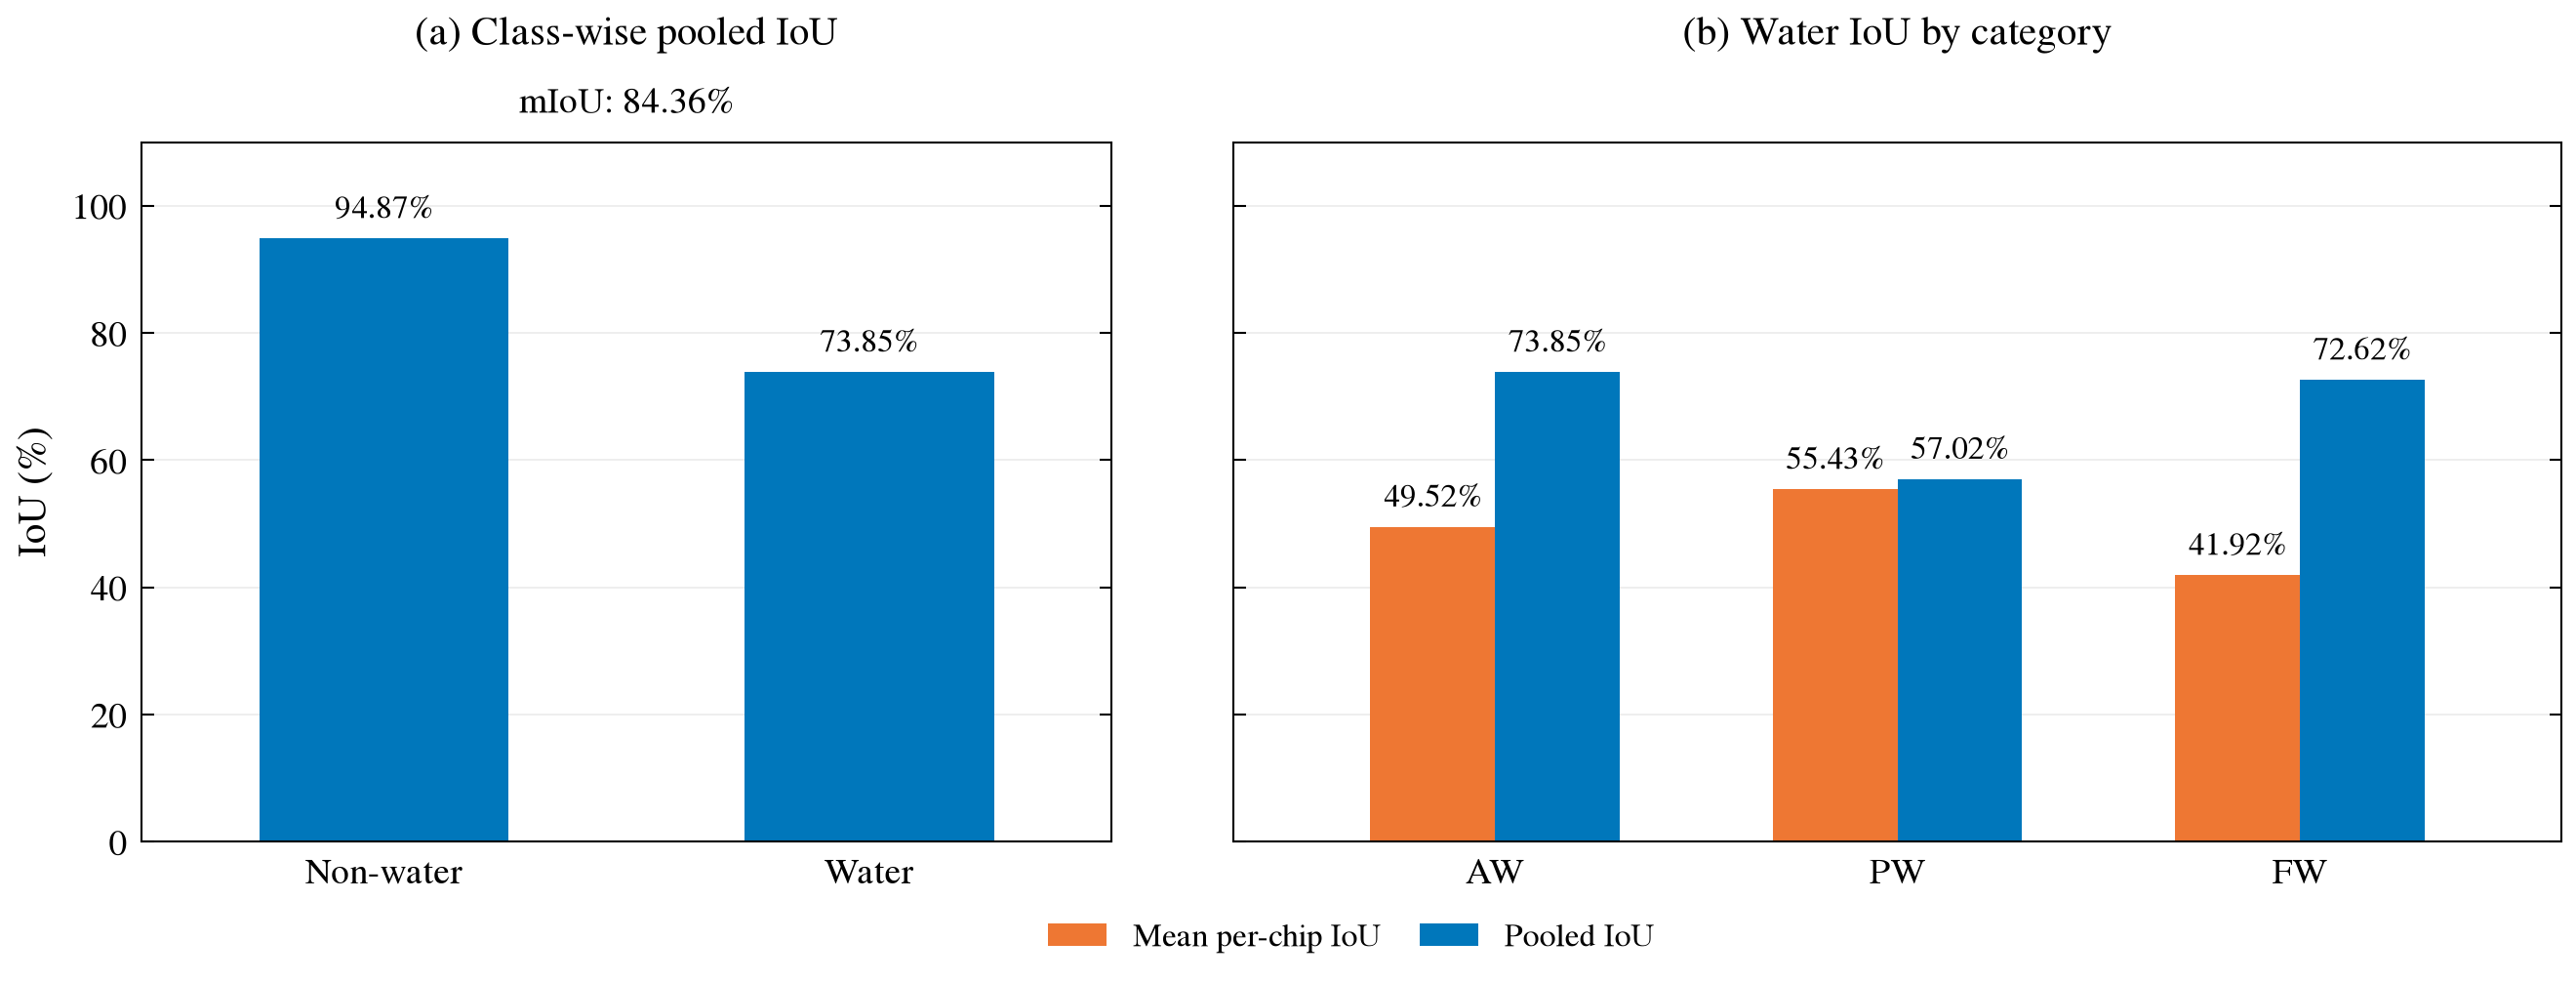 (a) Class-wise pooled IoU
mIoU: 84.36%
IoU (%)
100
80
60
40
20
0
94.87%
73.85%
Non-water
Water
(b) Water IoU by category
49.52%
73.85%
55.43%
57.02%
41.92%
72.62%
AW
PW
FW
Mean per-chip IoU
Pooled IoU